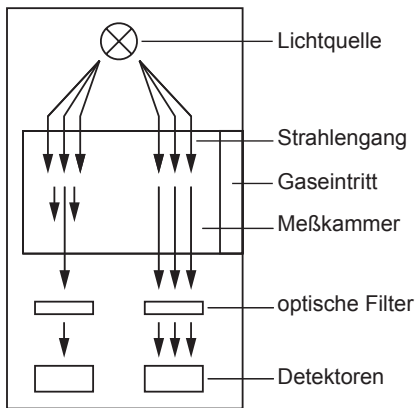 Lichtquelle
Strahlengang
Gaseintritt
Meßkammer
optische Filter
Detektoren